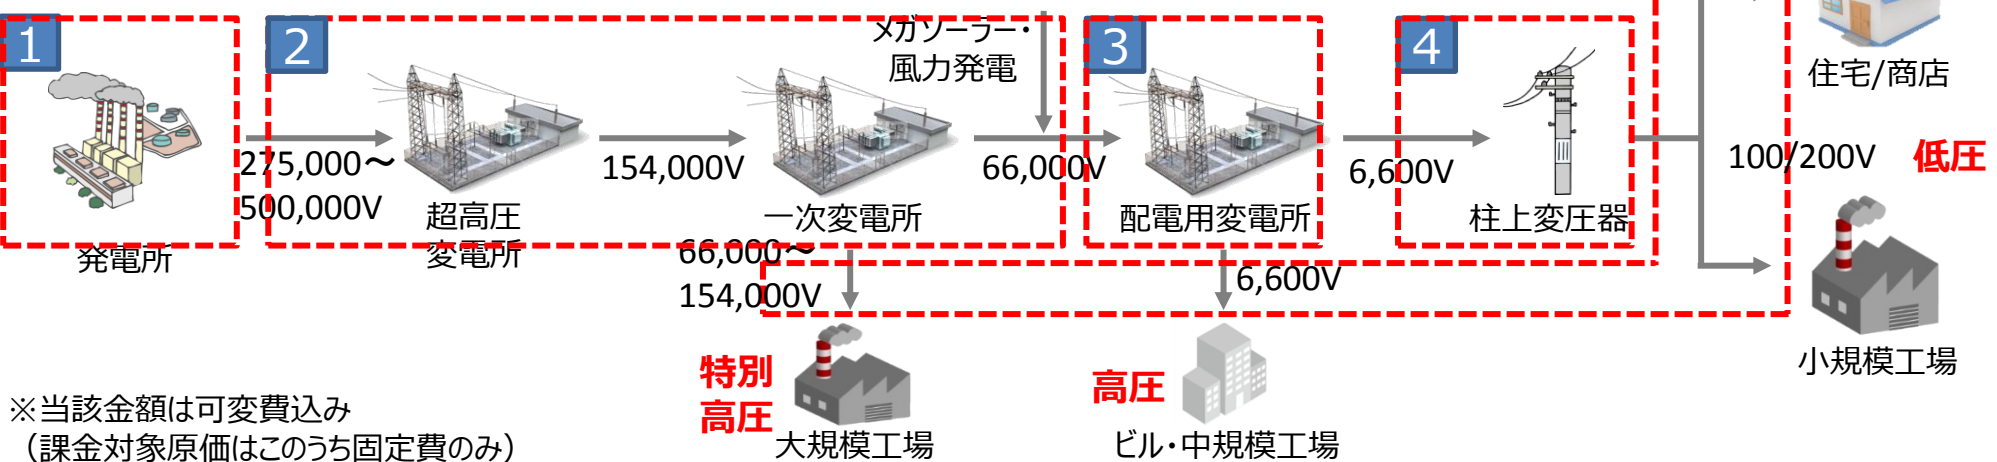 1
2
メガソーラー・
風力発電
3
4
住宅/商店
275,000～
500,000V
154,000V
66,000V
6,600V
100/200V
低圧
発電所
超高圧
変電所
一次変電所
配電用変電所
柱上変圧器
66,000～
154,000V
6,600V
特別
高圧
大規模工場
高圧
ビル・中規模工場
小規模工場
※当該金額は可変費込み
（課金対象原価はこのうち固定費のみ）